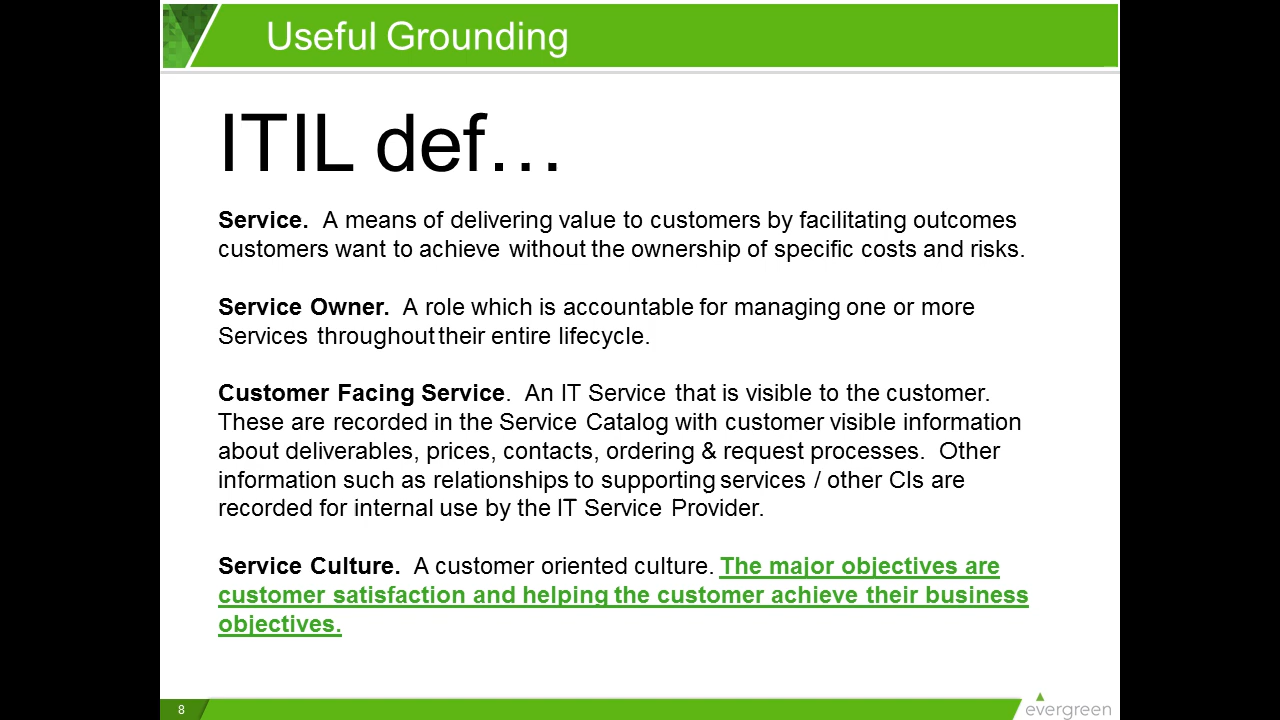 Useful Grounding
ITIL def…
Service. A means of delivering value to customers by facilitating outcomes
customers want to achieve without the ownership of specific costs and risks.
Service Owner. A role which is accountable for managing one or more
Services throughout their entire lifecycle.
Customer Facing Service. An IT Service that is visible to the customer.
These are recorded in the Service Catalog with customer visible information
about deliverables, prices, contacts, ordering & request processes. Other
information such as relationships to supporting services / other CIs are
recorded for internal use by the IT Service Provider.
Service Culture. A customer oriented culture. The major objectives are
customer satisfaction and helping the customer achieve their business
objectives.
8
evergreen